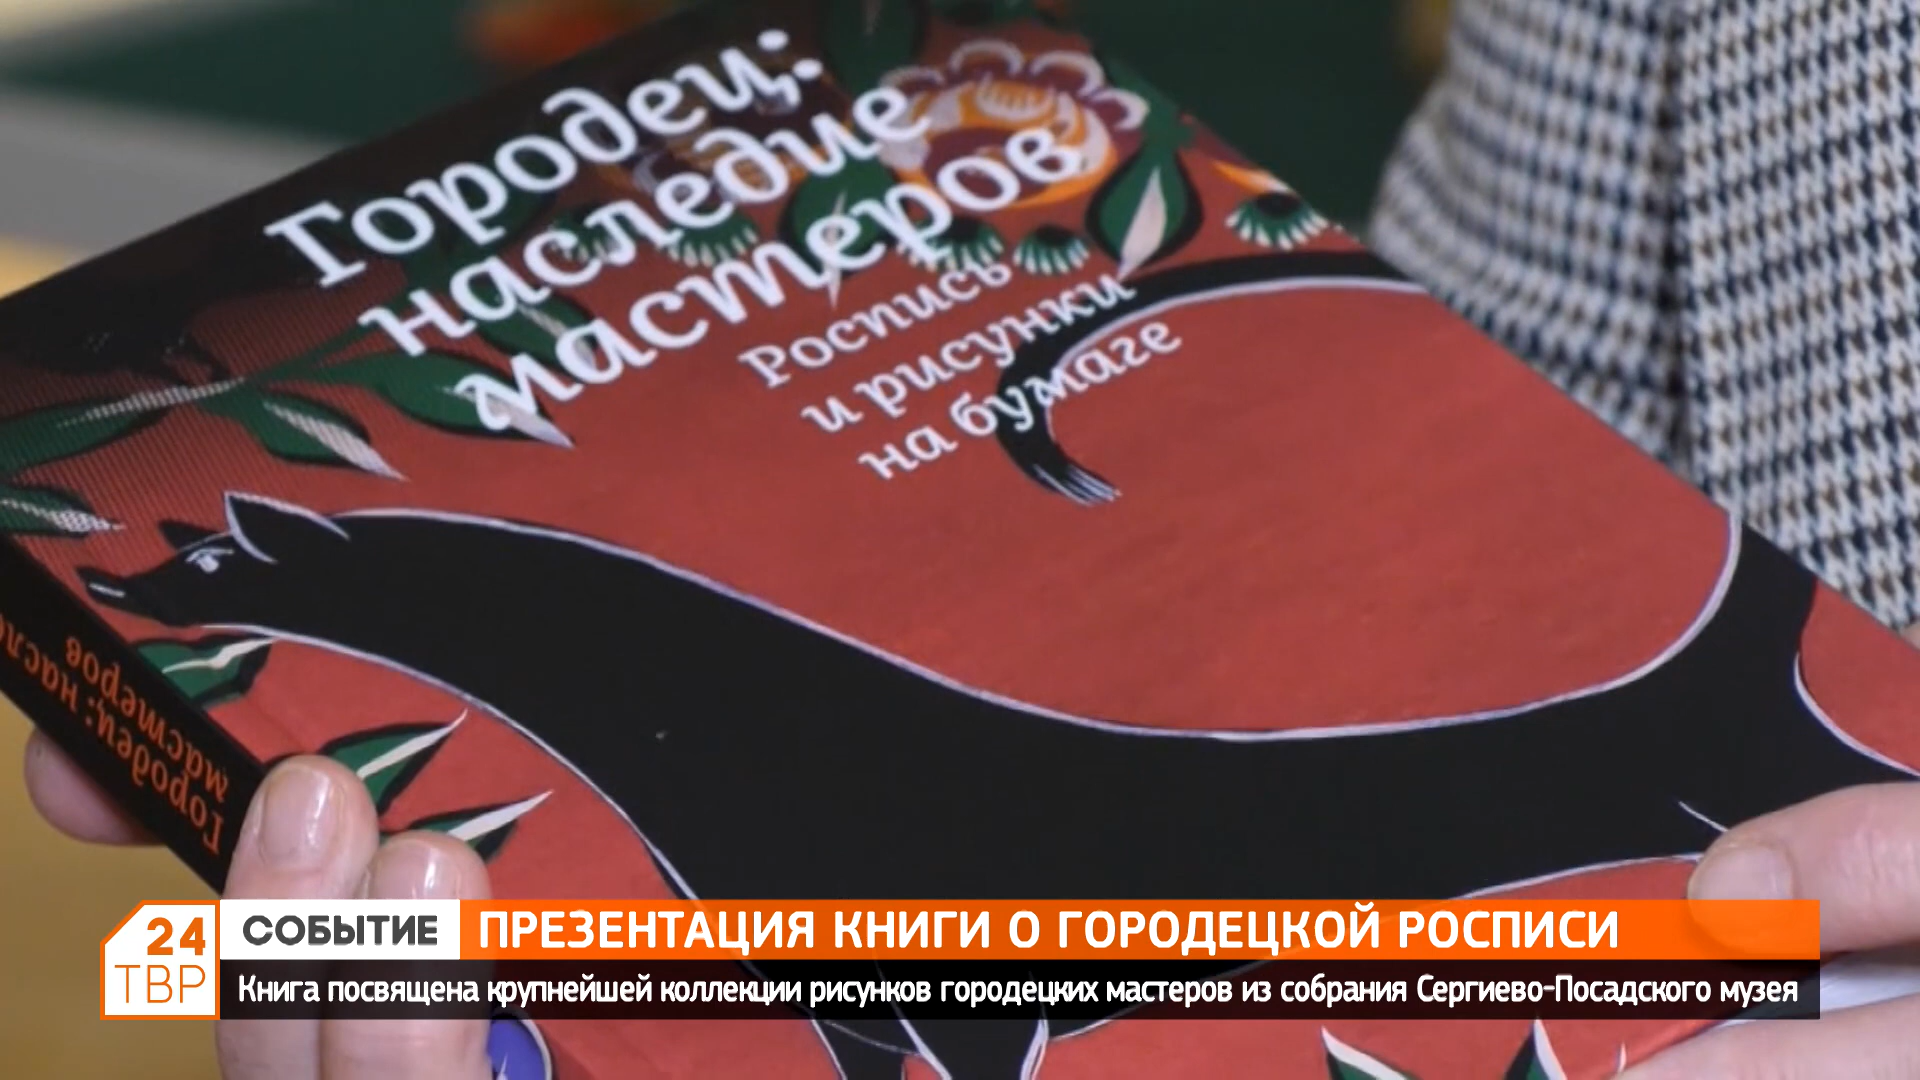 Городец:
наследие
мастеров
Роспись
и рисунки
на бумаге
Городец: насле
мастеров
24
ТВР
СОБЫТИЕ
ПРЕЗЕНТАЦИЯ КНИГИ О ГОРОДЕЦКОЙ РОСПИСИ
Книга посвящена крупнейшей коллекции рисунков городецких мастеров из собрания Сергиево-Посадского музея